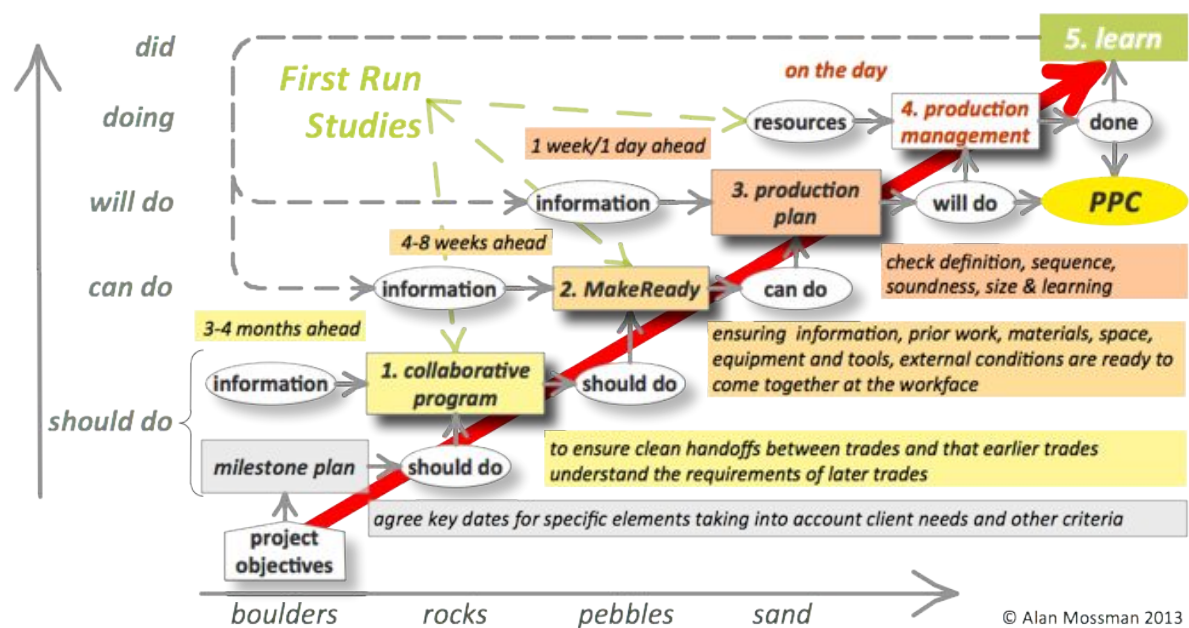 did
5. learn
First Run
Studies
on the day
doing
resources
4. production
management
done
1 week/1 day ahead
will do
information
3. production
plan
will do
PPC
4-8 weeks ahead
check definition, sequence,
soundness, size & learning
can do
information
2. MakeReady
can do
3-4 months ahead
ensuring information, prior work, materials, space,
equipment and tools, external conditions are ready to
come together at the workface
information
1. collaborative
program
should do
should do
to ensure clean handoffs between trades and that earlier trades
understand the requirements of later trades
milestone plan
should do
agree key dates for specific elements taking into account client needs and other criteria
project
objectives
boulders
rocks
pebbles
sand
© Alan Mossman 2013